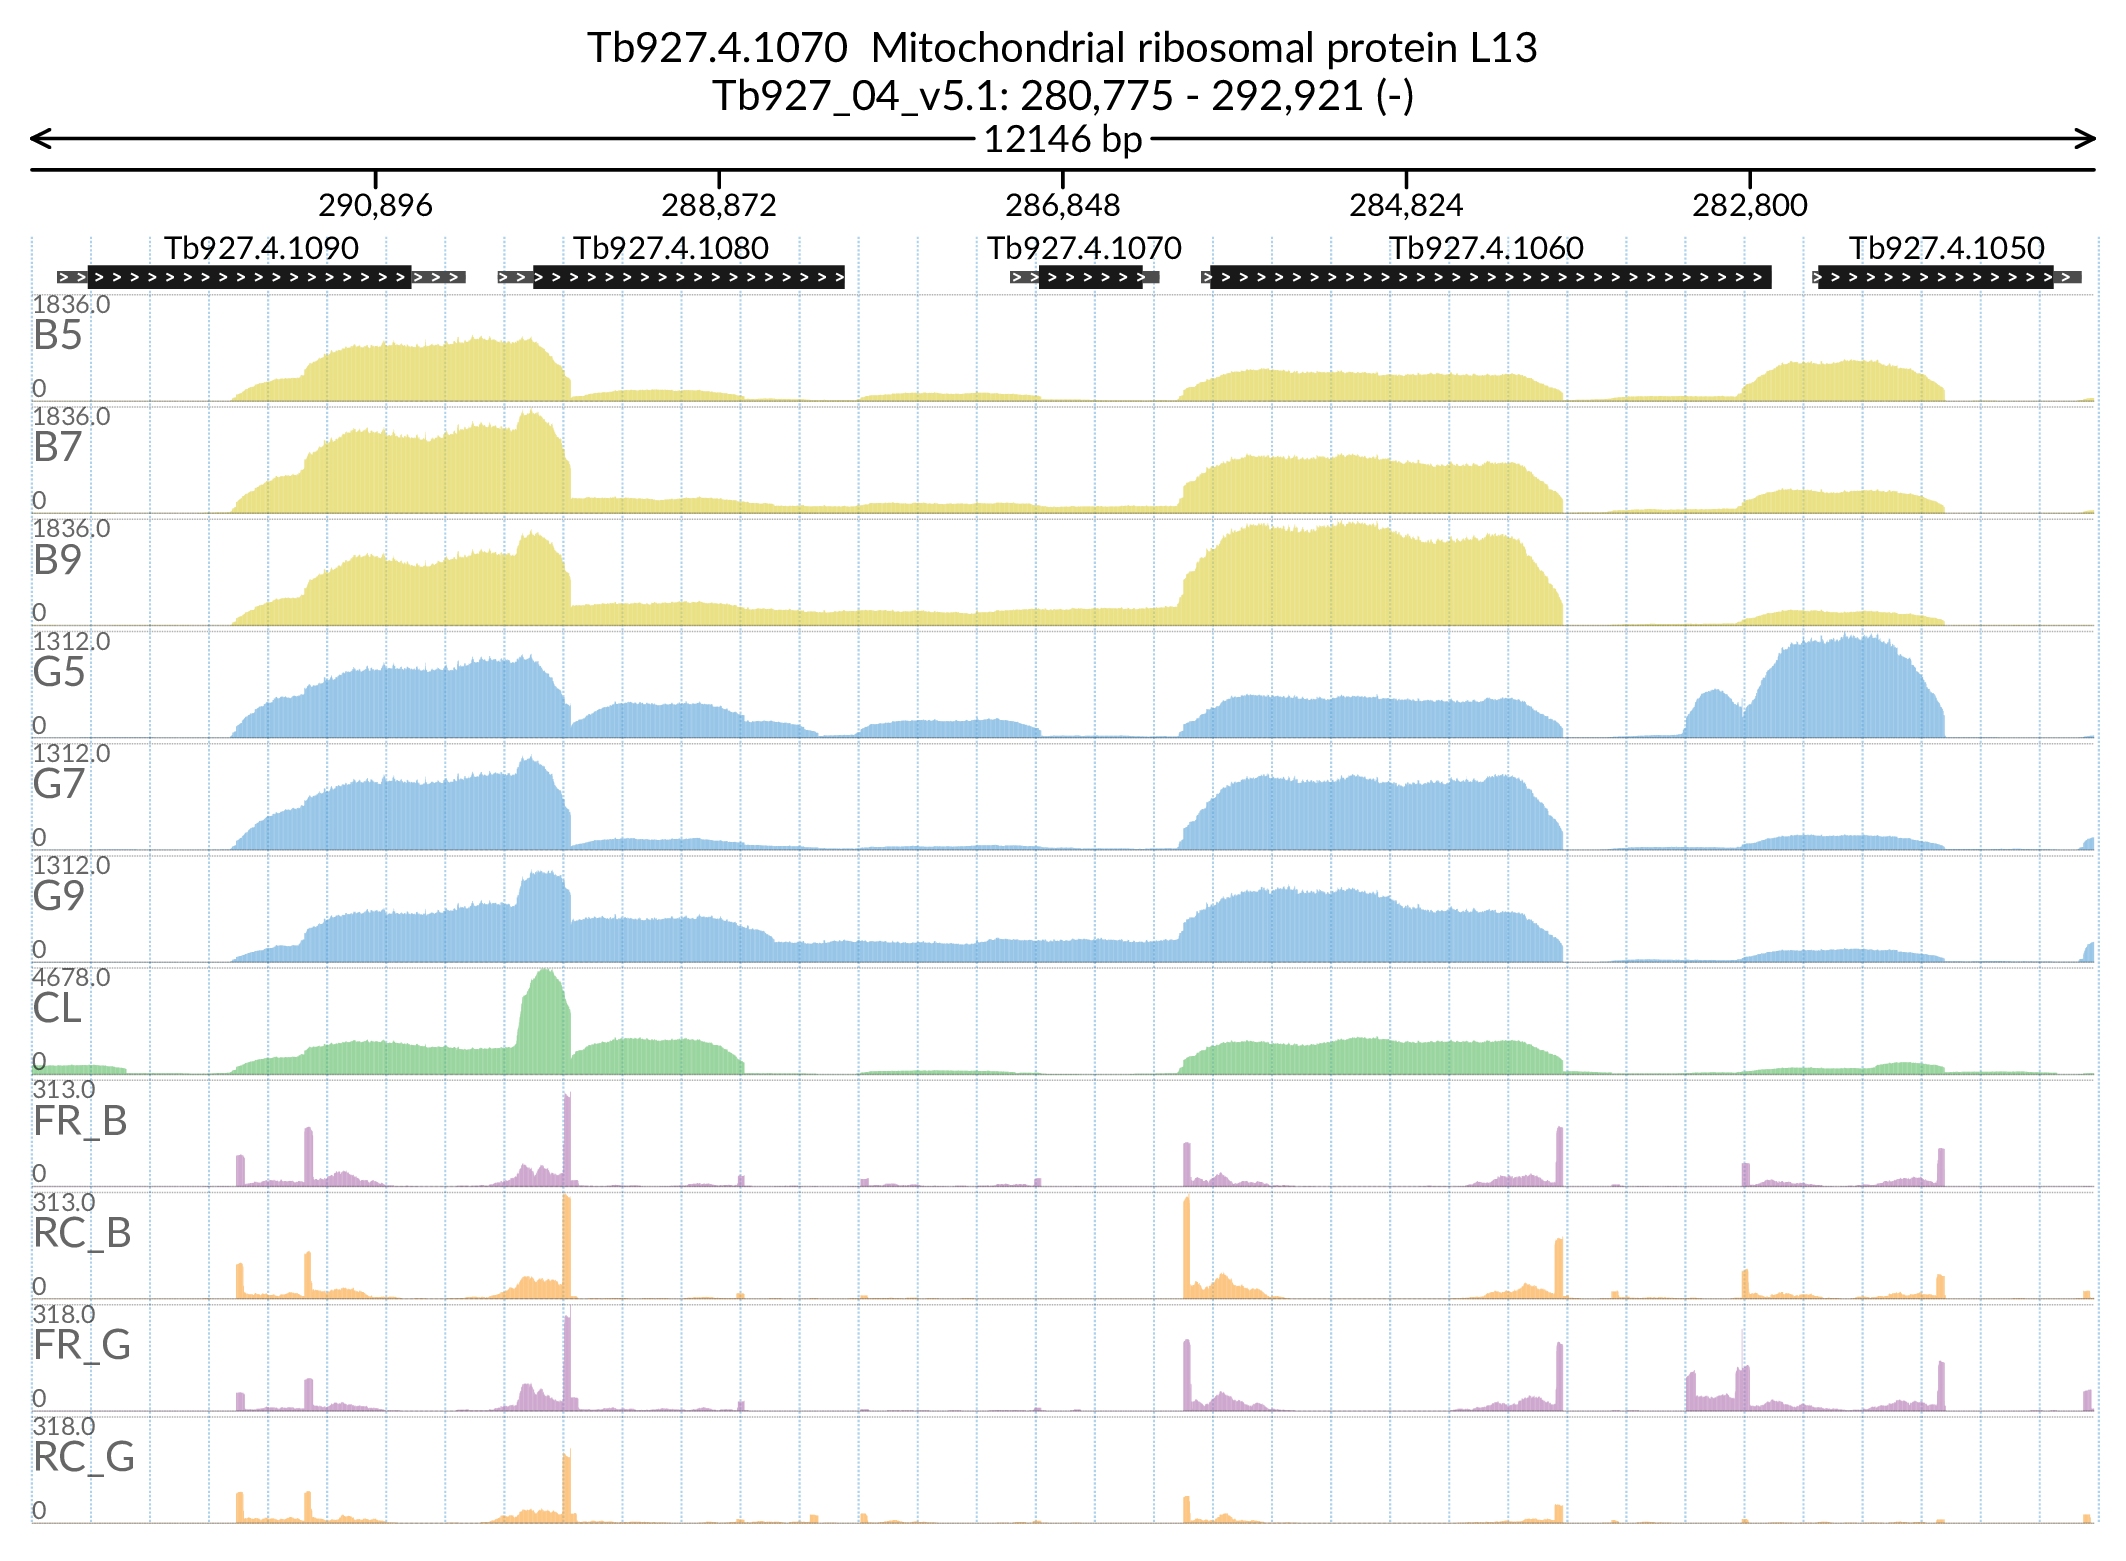 Tb927.4.1070  Mitochondrial ribosomal protein L13
Tb927_04_v5.1: 280,775 - 292,921 (-)
12146 bp
290,896 288,872 286,848 284,824 282,800
Tb927.4.1090 Tb927.4.1080 Tb927.4.1070 Tb927.4.1060 Tb927.4.1050
1836.0
B5
0
1836.0
B7
0
1836.0
B9
0
1312.0
G5
0
1312.0
G7
0
1312.0
G9
0
4678.0
CL
0
313.0
FR_B
0
313.0
RC_B
0
318.0
FR_G
0
318.0
RC_G
0